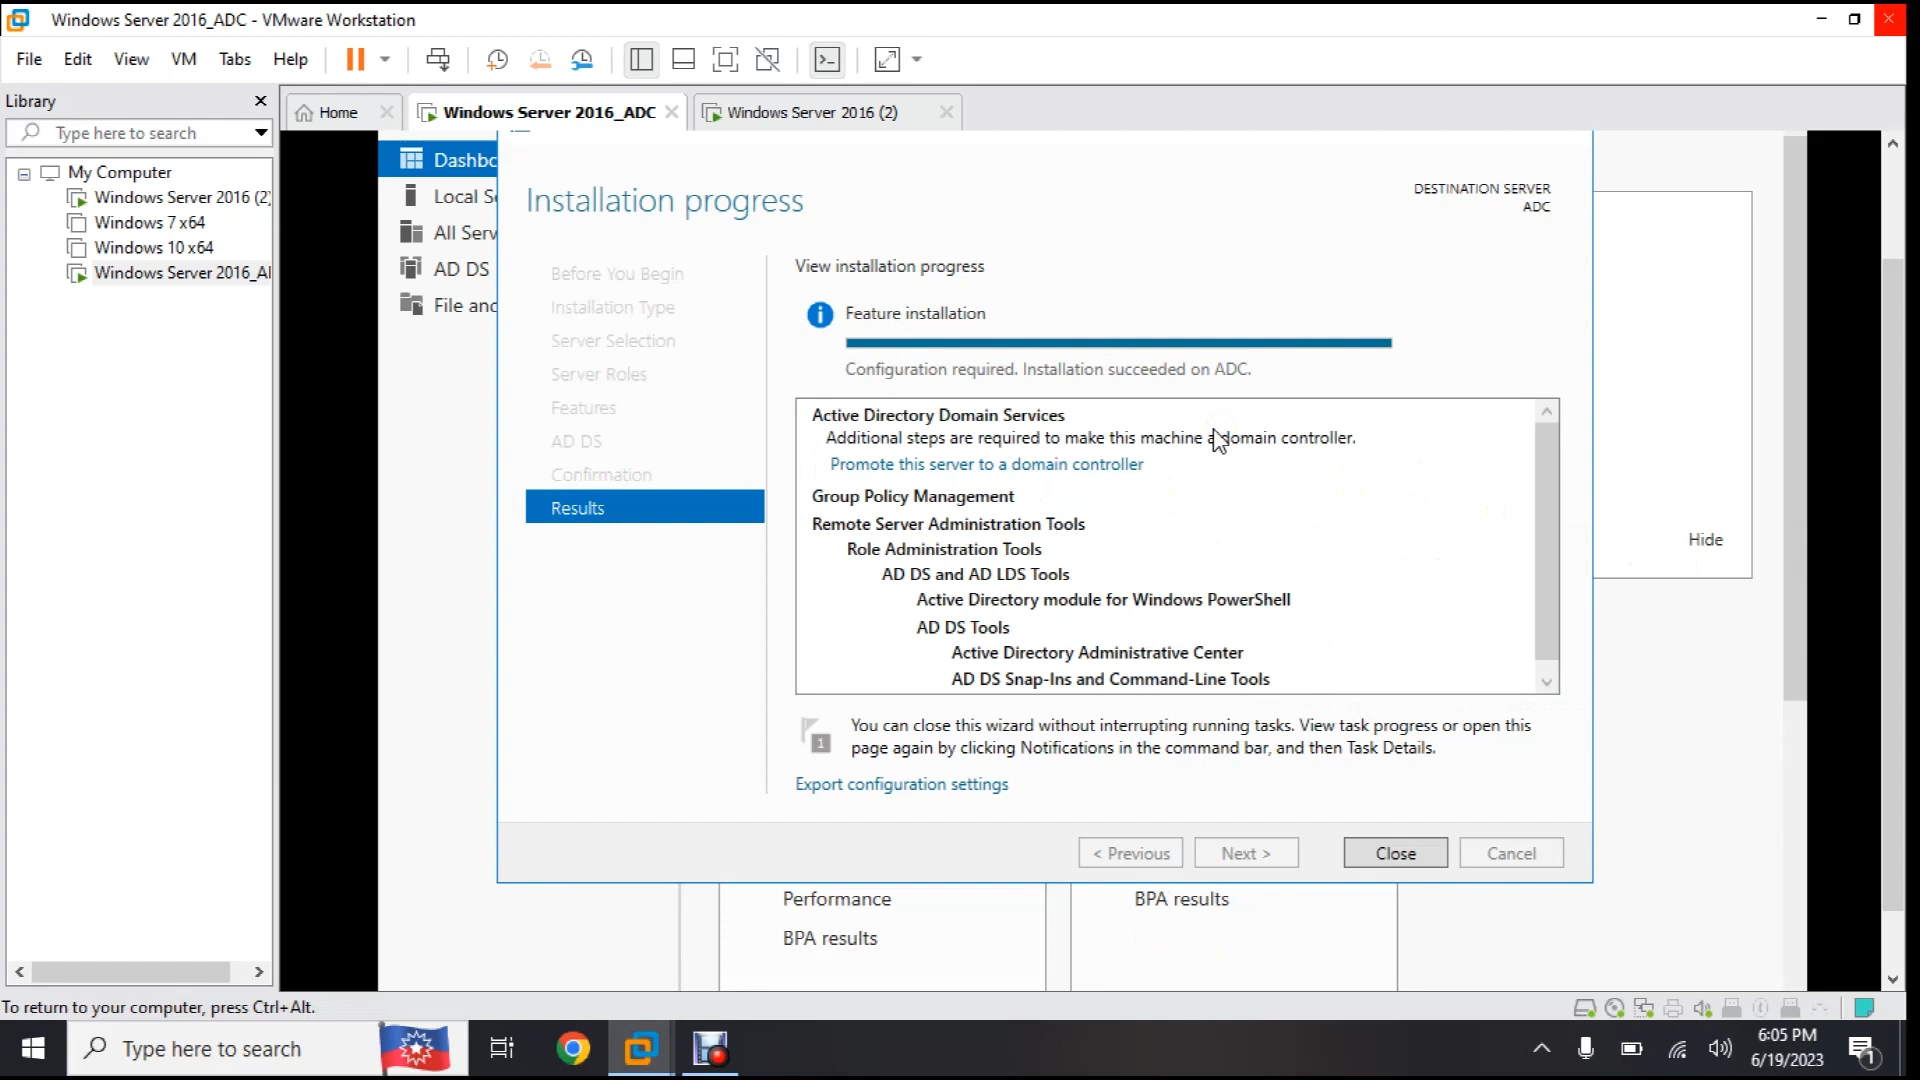 Windows Server 2016_ADC - VMware Workstation
File Edit View VM Tabs Help
Library
Type here to search
My Computer
Windows Server 2016 (2)
Windows 7 x64
Windows 10 x64
Windows Server 2016_A
Home
Windows Server 2016_ADC
Windows Server 2016 (2)
Dashbo
Local Se
All Serv
AD DS
File and
Installation progress
DESTINATION SERVER
ADC
Before You Begin
Installation Type
Server Selection
Server Roles
Features
AD DS
Confirmation
Results
View installation progress
Feature installation
Configuration required. Installation succeeded on ADC.
Active Directory Domain Services
Additional steps are required to make this machine a domain controller.
Promote this server to a domain controller
Group Policy Management
Remote Server Administration Tools
Role Administration Tools
AD DS and AD LDS Tools
Active Directory module for Windows PowerShell
AD DS Tools
Active Directory Administrative Center
AD DS Snap-Ins and Command-Line Tools
1
You can close this wizard without interrupting running tasks. View task progress or open this
page again by clicking Notifications in the command bar, and then Task Details.
Export configuration settings
< Previous
Next >
Close
Cancel
Hide
Performance
BPA results
BPA results
To return to your computer, press Ctrl+Alt.
Type here to search
6:05 PM
6/19/2023
1